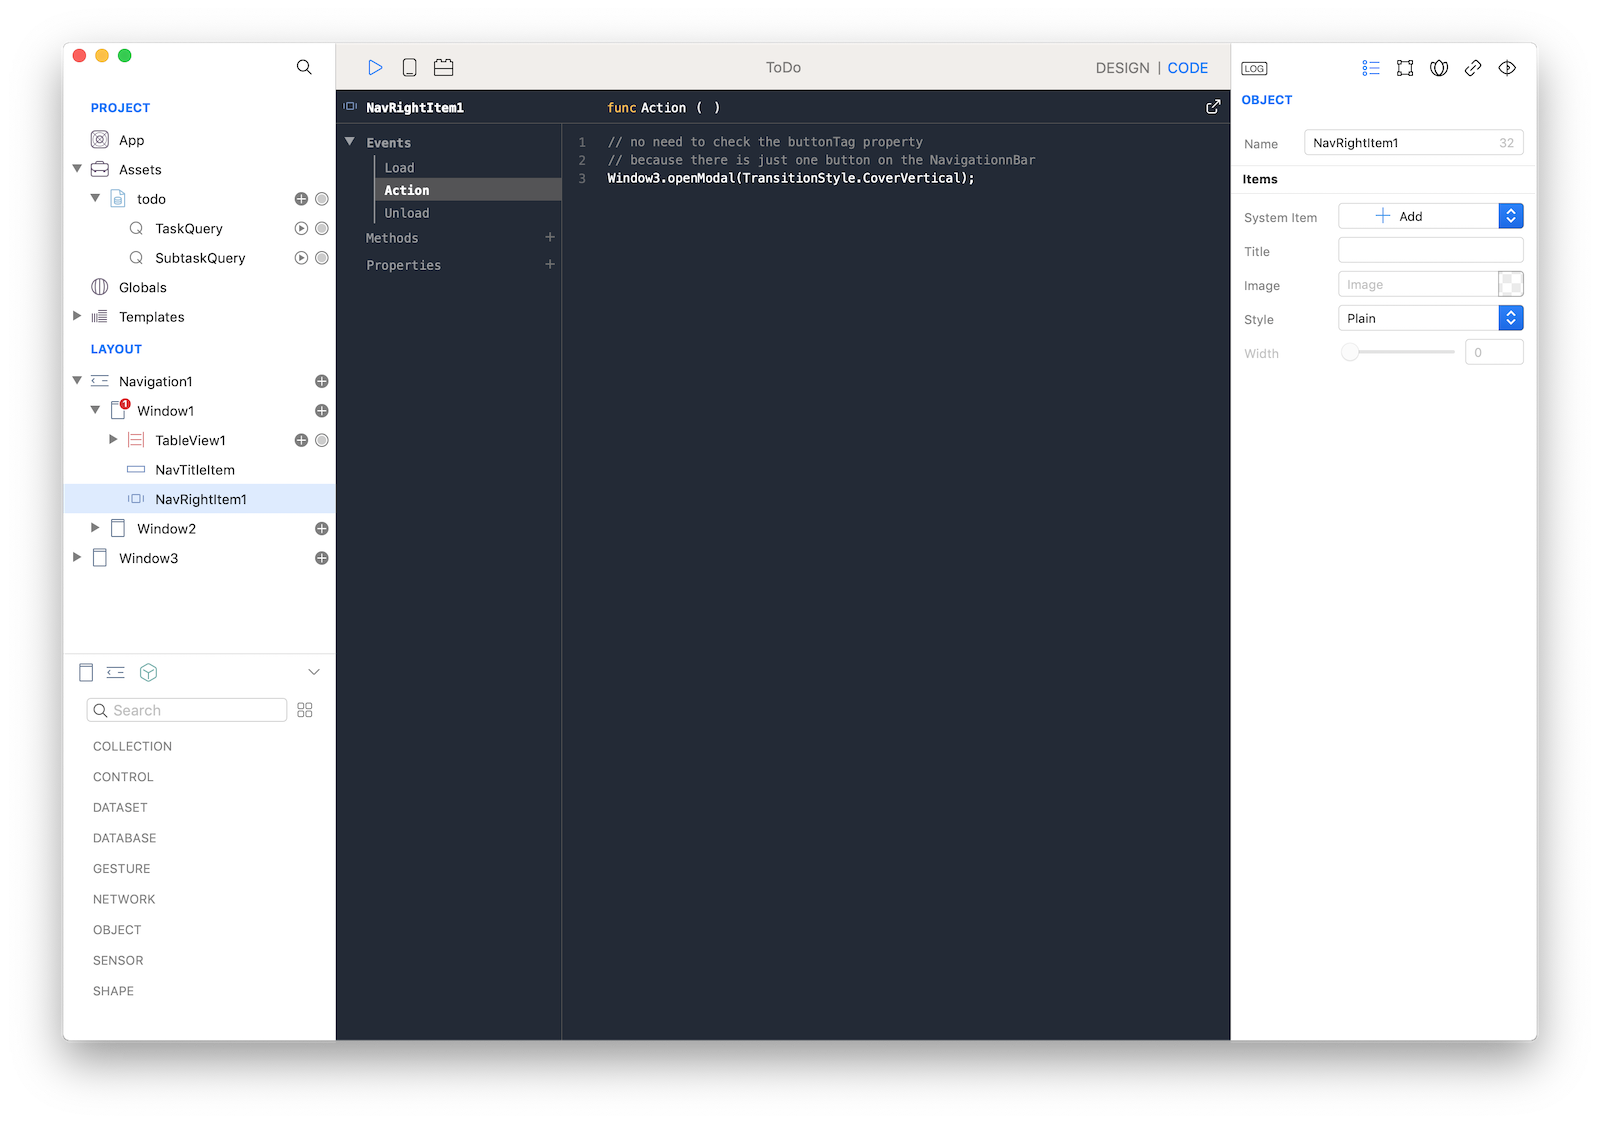 ToDo
DESIGN | CODE
LOG
PROJECT
App
Assets
todo
TaskQuery
SubtaskQuery
Globals
Templates
LAYOUT
Navigation1
1
Window1
TableView1
NavTitleItem
NavRightItem1
Window2
Window3
Search
COLLECTION
CONTROL
DATASET
DATABASE
GESTURE
NETWORK
OBJECT
SENSOR
SHAPE
NavRightItem1
func Action ( )
Events
Load
Action
Unload
Methods +
Properties +
1 // no need to check the buttonTag property
2 // because there is just one button on the NavigationnBar
3 Window3.openModal(TransitionStyle.CoverVertical);
OBJECT
Name NavRightItem1 32
Items
System Item Add
Title
Image Image
Style Plain
Width 0